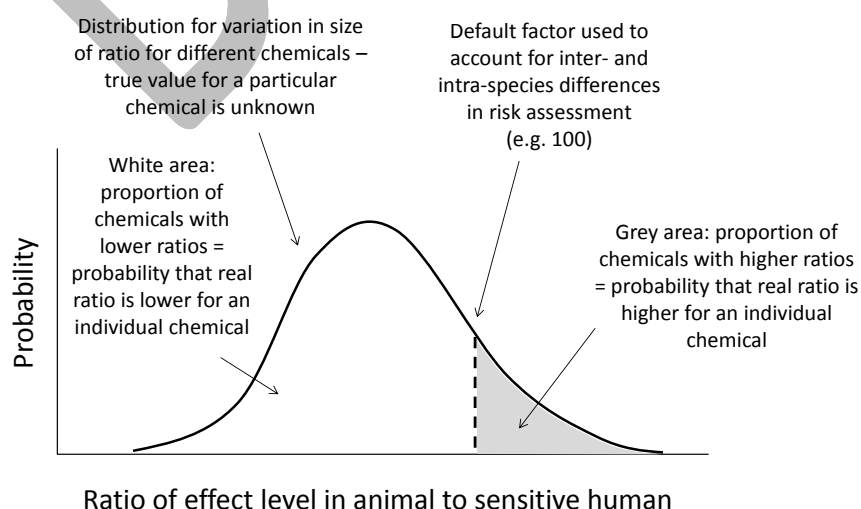 Distribution for variation in size
of ratio for different chemicals –
true value for a particular
chemical is unknown
Default factor used to
account for inter- and
intra-species differences
in risk assessment
(e.g. 100)
White area:
proportion of
chemicals with
lower ratios =
probability that real
ratio is lower for an
individual chemical
Grey area: proportion of
chemicals with higher ratios
= probability that real ratio is
higher for an individual
chemical
Probability
Ratio of effect level in animal to sensitive human